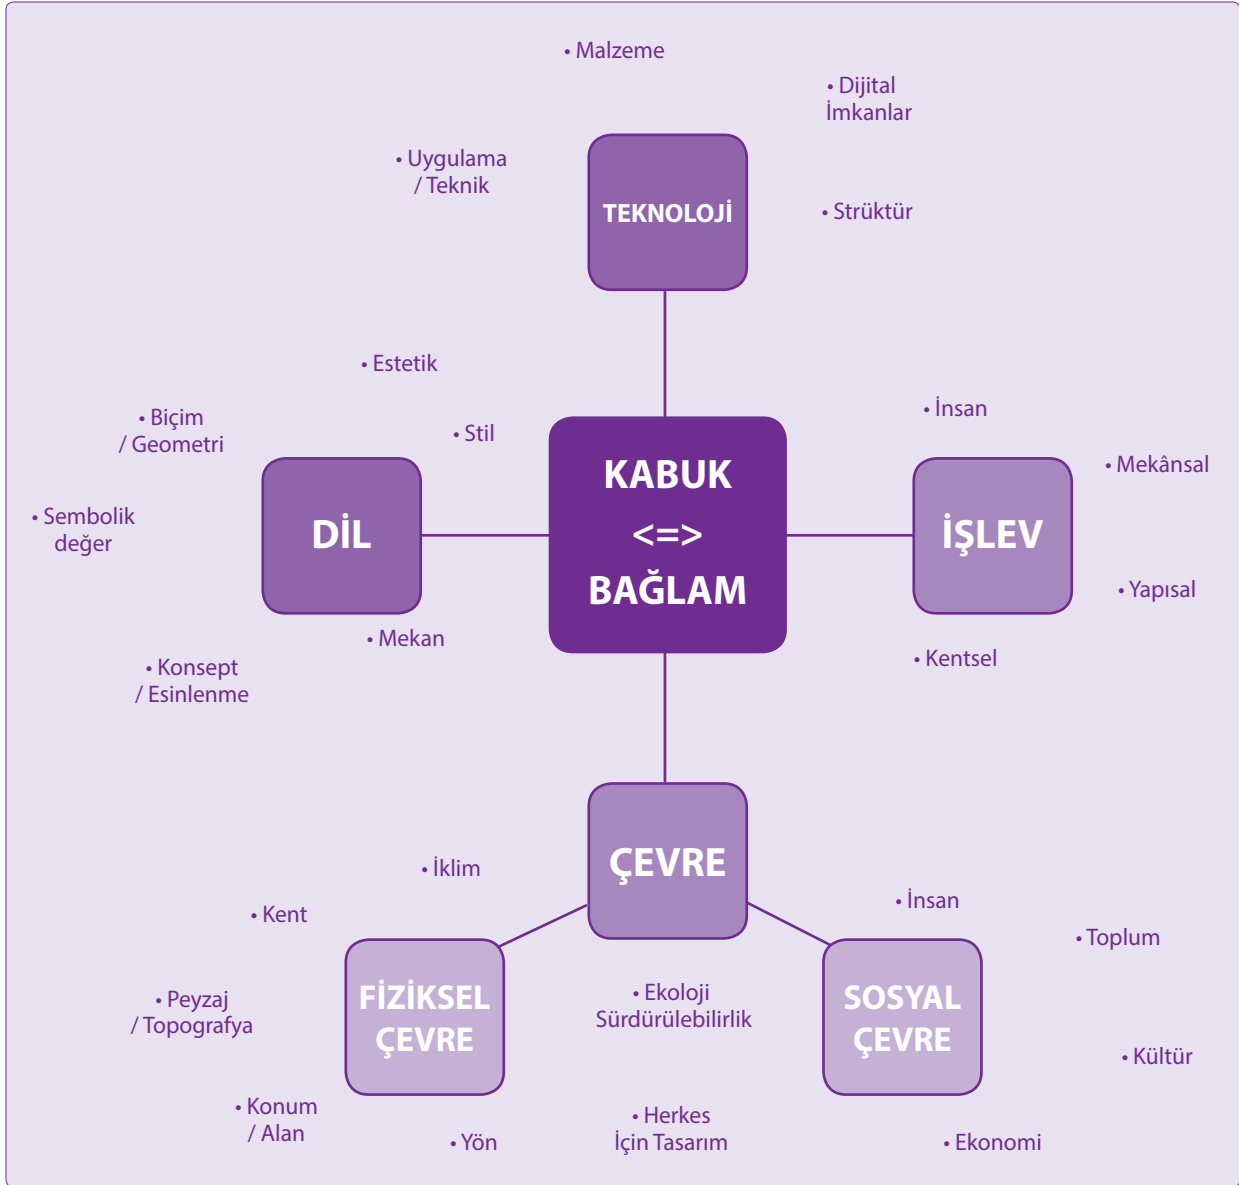 • Malzeme
• Dijital
İmkanlar
• Uygulama
/ Teknik
TEKNOLOJİ
• Strüktür
• Estetik
• Biçim
/ Geometri
• Stil
• Sembolik
değer
DİL
• Mekan
• Konsept
/ Esinlenme
KABUK
<=>
BAĞLAM
• İnsan
• Mekânsal
İŞLEV
• Yapısal
• Kentsel
ÇEVRE
• İklim
• Kent
• Peyzaj
/ Topografya
FİZİKSEL
ÇEVRE
• Konum
/ Alan
• Yön
• Ekoloji
Sürdürülebilirlik
• Herkes
İçin Tasarım
• İnsan
• Toplum
SOSYAL
ÇEVRE
• Kültür
• Ekonomi